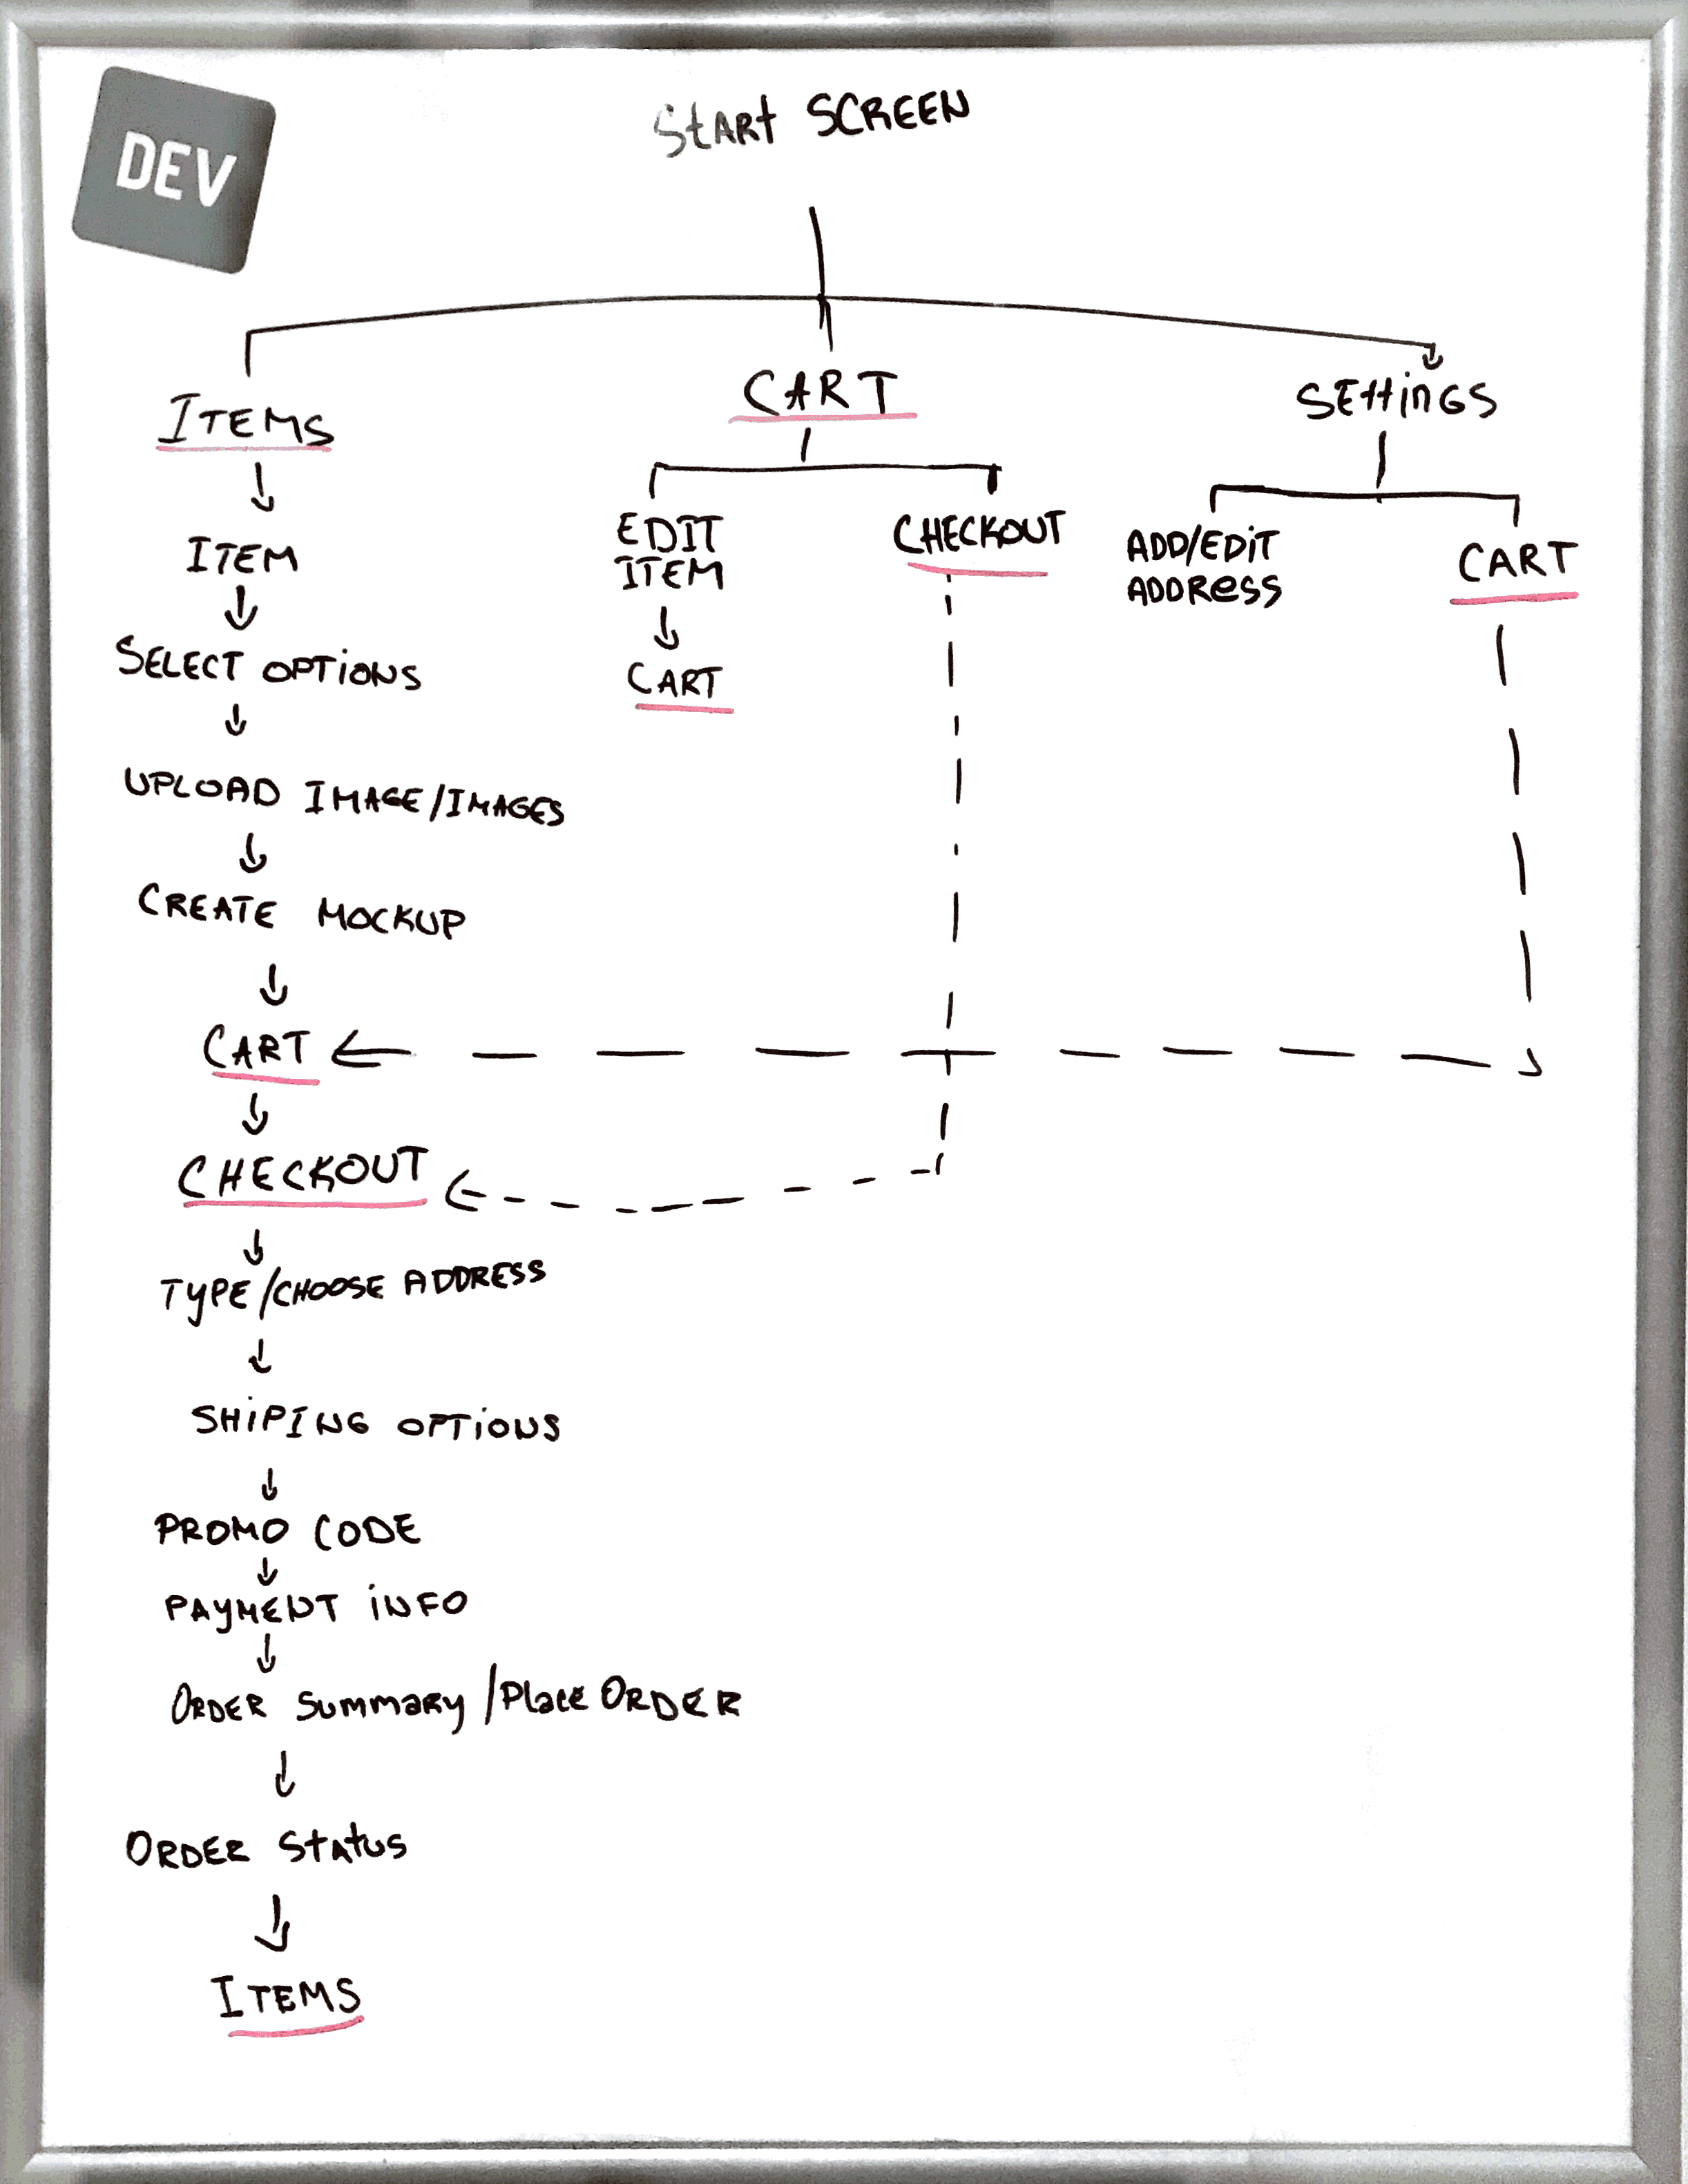 DEV
START SCREEN
ITEMS
CART
SETTINGS
ITEM
EDIT
ITEM
CHECKOUT
ADD/EDIT
ADDRESS
CART
SELECT OPTIONS
CART
UPLOAD IMAGE/IMAGES
CREATE MOCKUP
CART
CHECKOUT
TYPE/CHOOSE ADDRESS
SHIPING OPTIONS
PROMO CODE
PAYMENT INFO
ORDER SUMMARY/PLACE ORDER
ORDER STATUS
ITEMS